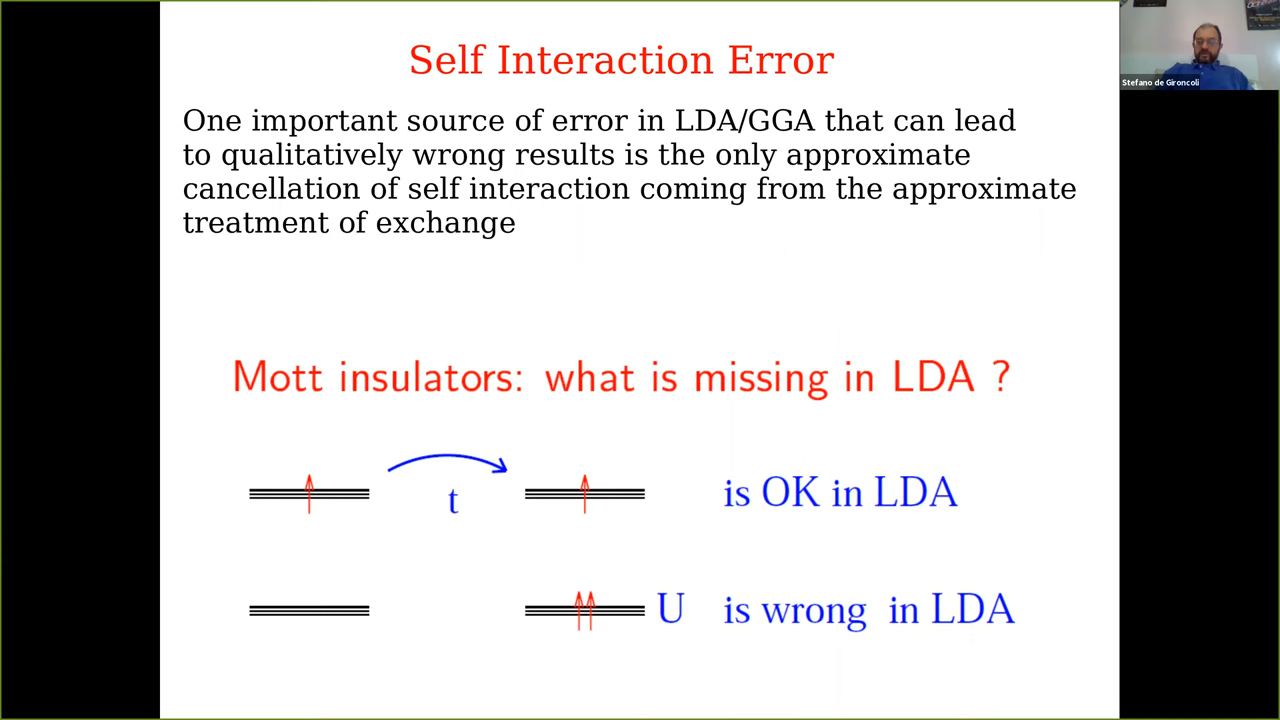 Self Interaction Error
One important source of error in LDA/GGA that can lead
to qualitatively wrong results is the only approximate
cancellation of self interaction coming from the approximate
treatment of exchange
Mott insulators: what is missing in LDA ?
t
is OK in LDA
U is wrong in LDA
Stefano de Gironcoli